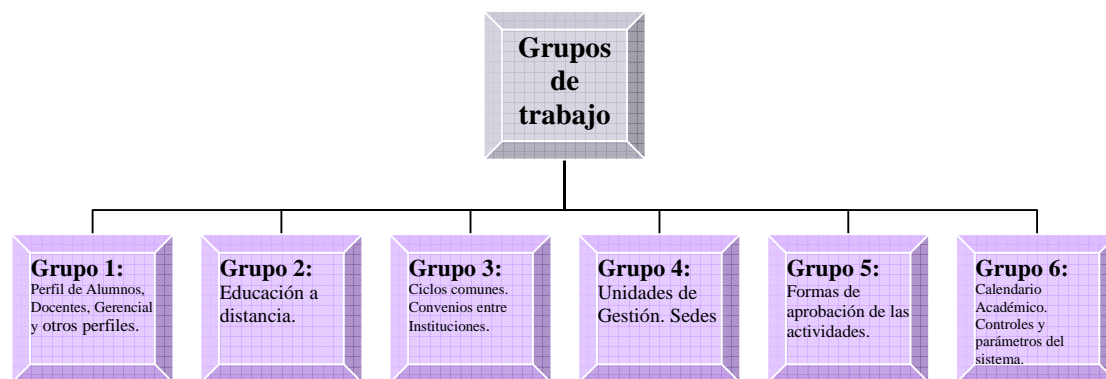 Grupos
de
trabajo
Grupo 1:
Perfil de Alumnos,
Docentes, Gerencial
y otros perfiles.
Grupo 2:
Educación a
distancia.
Grupo 3:
Ciclos comunes.
Convenios entre
Instituciones.
Grupo 4:
Unidades de
Gestión. Sedes
Grupo 5:
Formas de
aprobación de las
actividades.
Grupo 6:
Calendario
Académico.
Controles y
parámetros del
sistema.